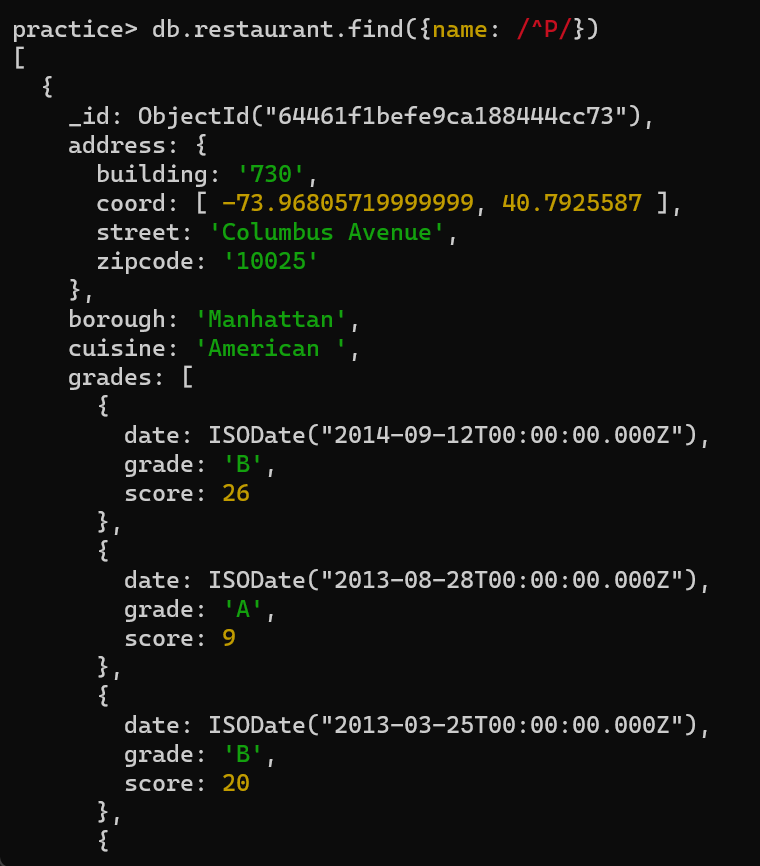 practice> db.restaurant.find({name: /^P/})
[
  {
    _id: ObjectId("64461f1befe9ca188444cc73"),
    address: {
      building: '730',
      coord: [ -73.96805719999999, 40.7925587 ],
      street: 'Columbus Avenue',
      zipcode: '10025'
    },
    borough: 'Manhattan',
    cuisine: 'American ',
    grades: [
      {
        date: ISODate("2014-09-12T00:00:00.000Z"),
        grade: 'B',
        score: 26
      },
      {
        date: ISODate("2013-08-28T00:00:00.000Z"),
        grade: 'A',
        score: 9
      },
      {
        date: ISODate("2013-03-25T00:00:00.000Z"),
        grade: 'B',
        score: 20
      },
      {